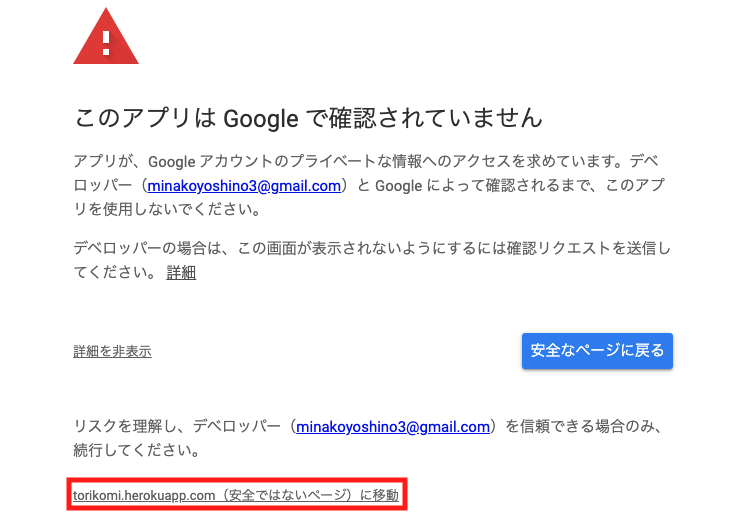 このアプリは Google で確認されていません
アプリが、Google アカウントのプライベートな情報へのアクセスを求めています。デベ
ロッパー（minakoyoshino3@gmail.com）と Google によって確認されるまで、このアプ
リを使用しないでください。
デベロッパーの場合は、この画面が表示されないようにするには確認リクエストを送信し
てください。 詳細
詳細を非表示
安全なページに戻る
リスクを理解し、デベロッパー（minakoyoshino3@gmail.com）を信頼できる場合のみ、
続行してください。
torikomi.herokuapp.com（安全ではないページ）に移動